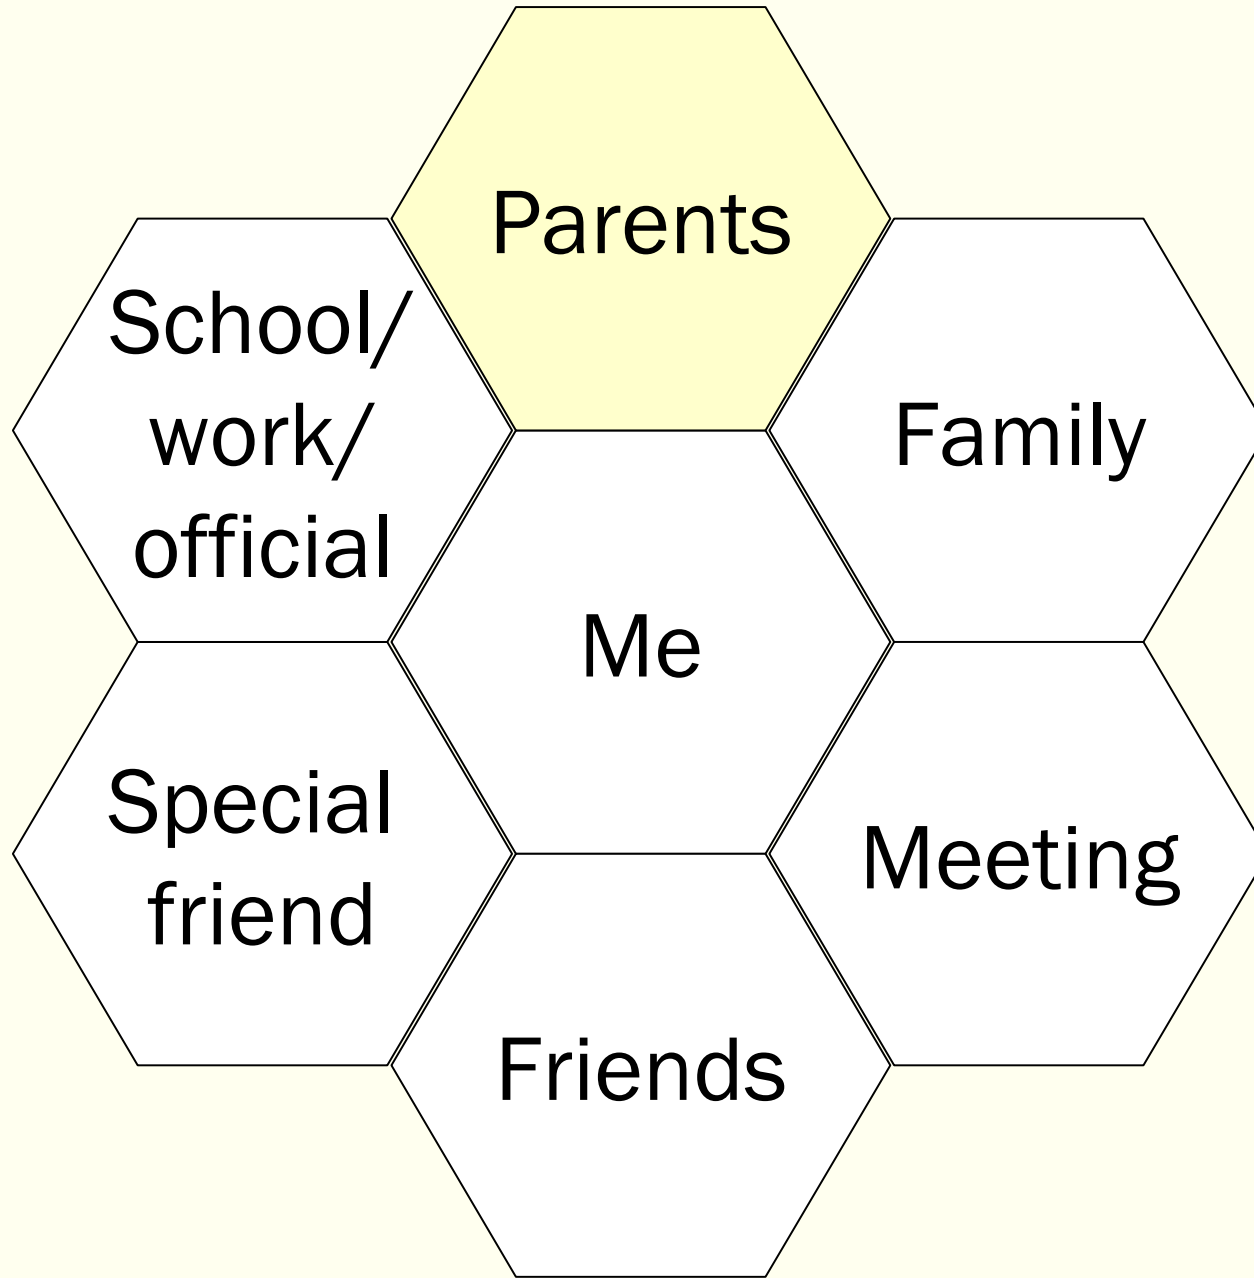 Parents
School/
work/
official
Family
Me
Special
friend
Meeting
Friends